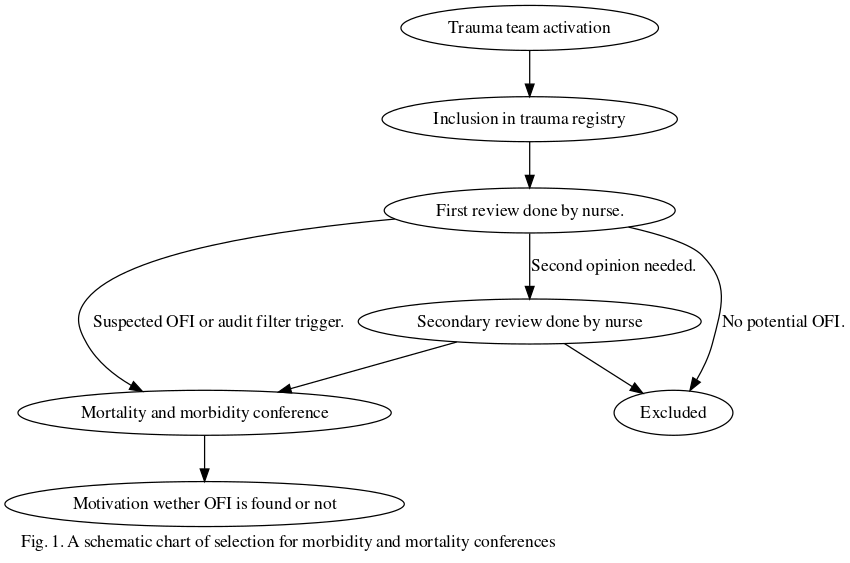 Trauma team activation
Inclusion in trauma registry
First review done by nurse.
Second opinion needed.
Suspected OFI or audit filter trigger.
Secondary review done by nurse
No potential OFI.
Mortality and morbidity conference
Excluded
Motivation wether OFI is found or not
Fig. 1. A schematic chart of selection for morbidity and mortality conferences